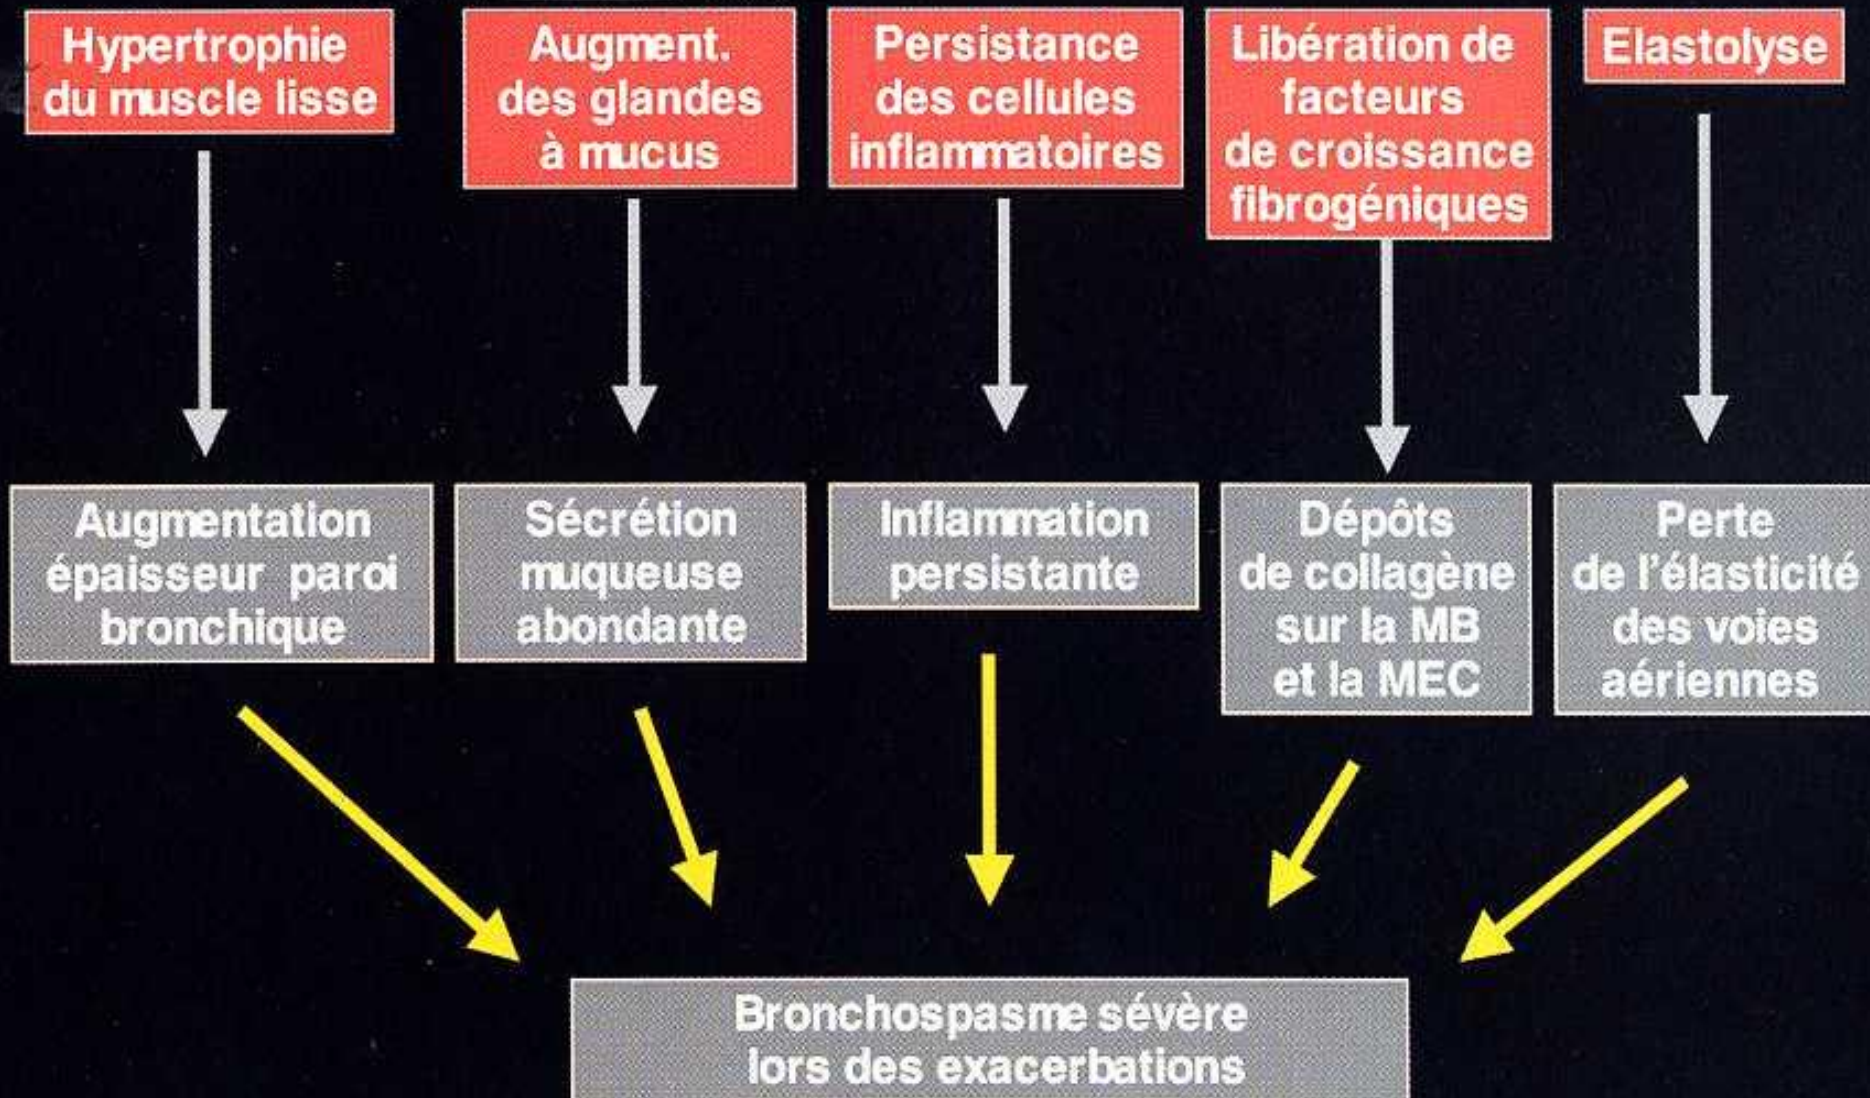 Hypertrophie
du muscle lisse
Augment.
des glandes
à mucus
Persistance
des cellules
inflammatoires
Libération de
facteurs
de croissance
fibrogéniques
Elastolyse
Augmentation
épaisseur paroi
bronchique
Sécrétion
muqueuse
abondante
Inflammation
persistante
Dépôts
de collagène
sur la MB
et la MEC
Perte
de l'élasticité
des voies
aériennes
Bronchospasme sévère
lors des exacerbations